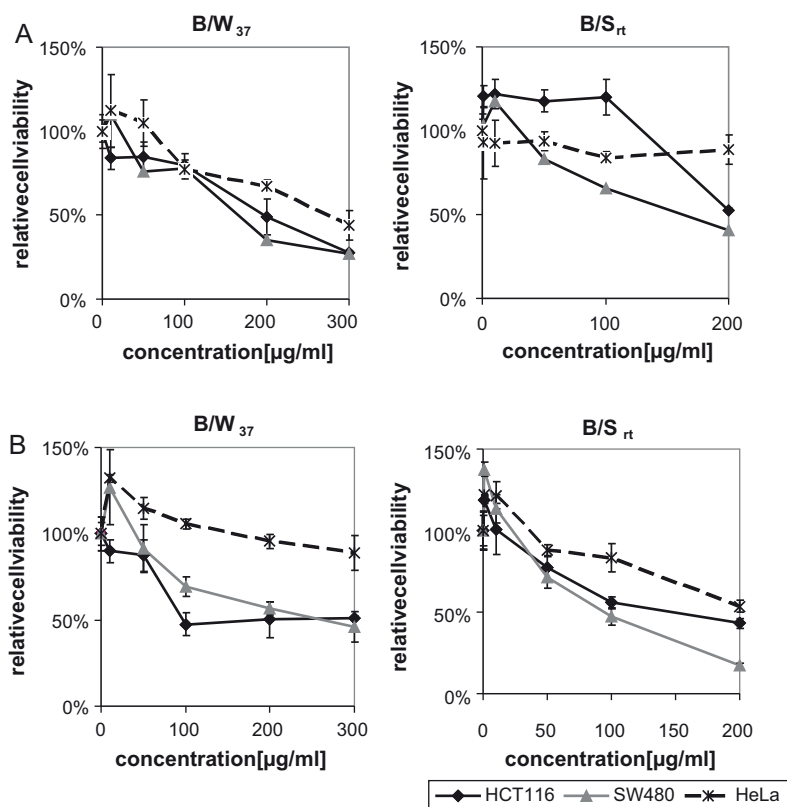 A
B/W 37
150%
100%
50%
0%
0 100 200 300
relativecellviability
concentration[µg/ml]
B/S rt
150%
100%
50%
0%
0 100 200
relativecellviability
concentration[µg/ml]
B
B/W 37
150%
100%
50%
0%
0 100 200 300
relativecellviability
concentration[µg/ml]
B/S rt
150%
100%
50%
0%
0 50 100 150 200
relativecellviability
concentration[µg/ml]
HCT116 SW480 HeLa